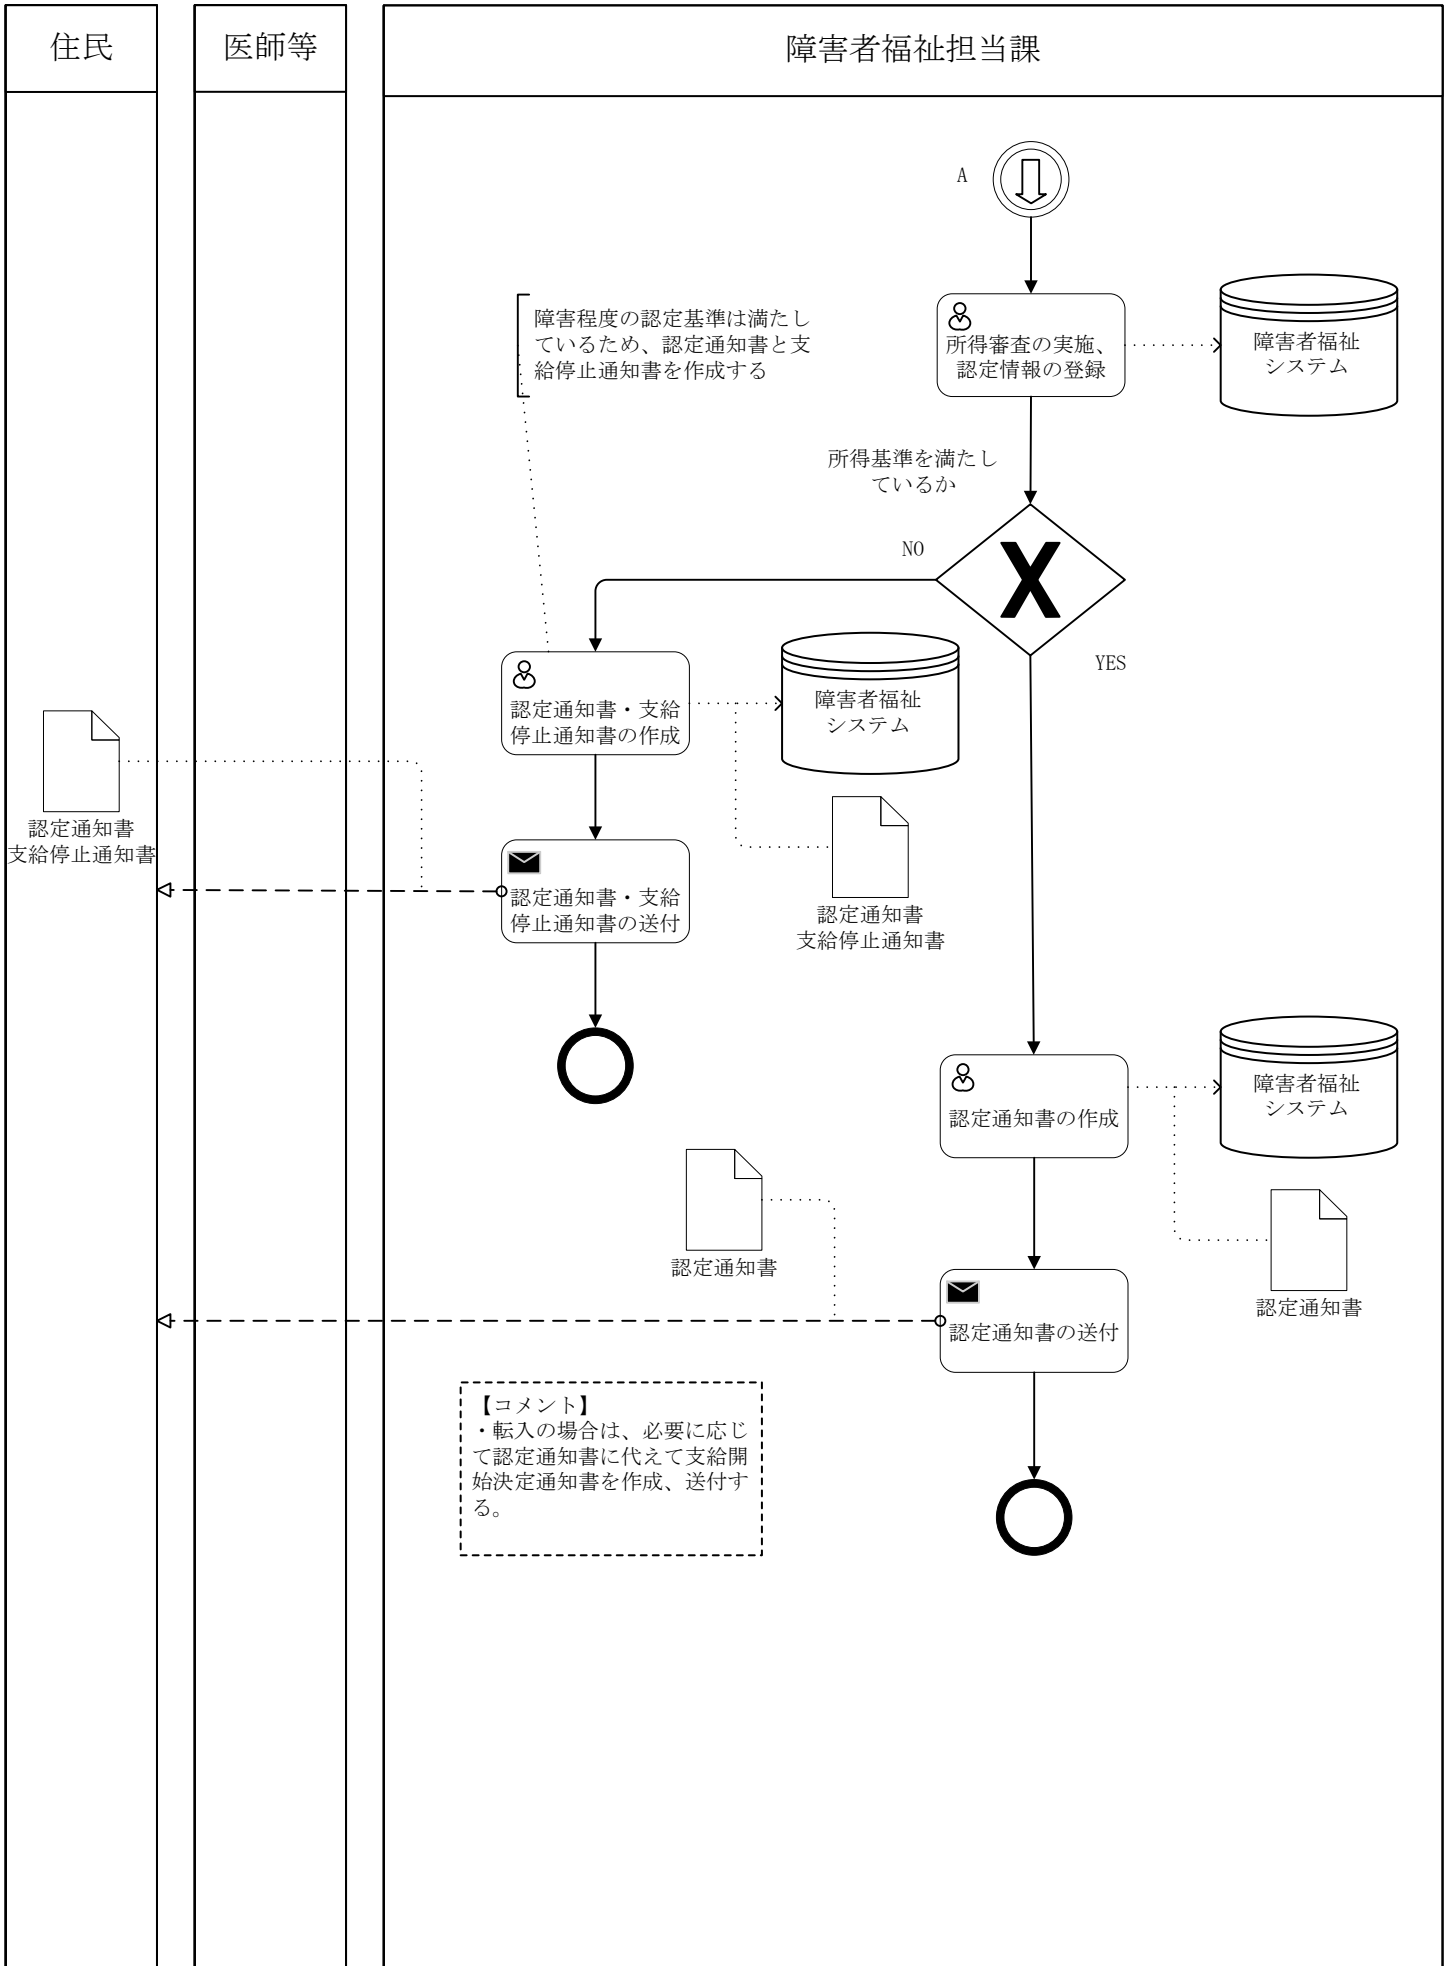 住民
医師等
障害者福祉担当課
A
障害程度の認定基準は満たし
ているため、認定通知書と支
給停止通知書を作成する
所得審査の実施、
認定情報の登録
障害者福祉
システム
所得基準を満たし
ているか
NO
YES
認定通知書・支給
停止通知書の作成
障害者福祉
システム
認定通知書
支給停止通知書
認定通知書・支給
停止通知書の送付
認定通知書
支給停止通知書
認定通知書の作成
障害者福祉
システム
認定通知書
認定通知書
認定通知書の送付
【コメント】
・転入の場合は、必要に応じ
て認定通知書に代えて支給開
始決定通知書を作成、送付す
る。